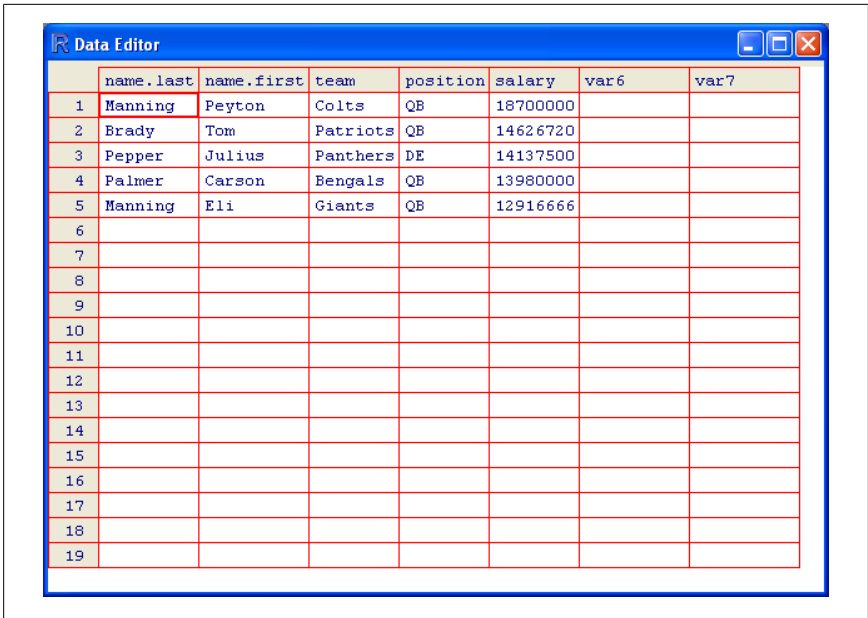 R Data Editor
name.last name.first team position salary var6 var7
1 Manning Peyton Colts QB 18700000
2 Brady Tom Patriots QB 14626720
3 Pepper Julius Panthers DE 14137500
4 Palmer Carson Bengals QB 13980000
5 Manning Eli Giants QB 12916666
6
7
8
9
10
11
12
13
14
15
16
17
18
19